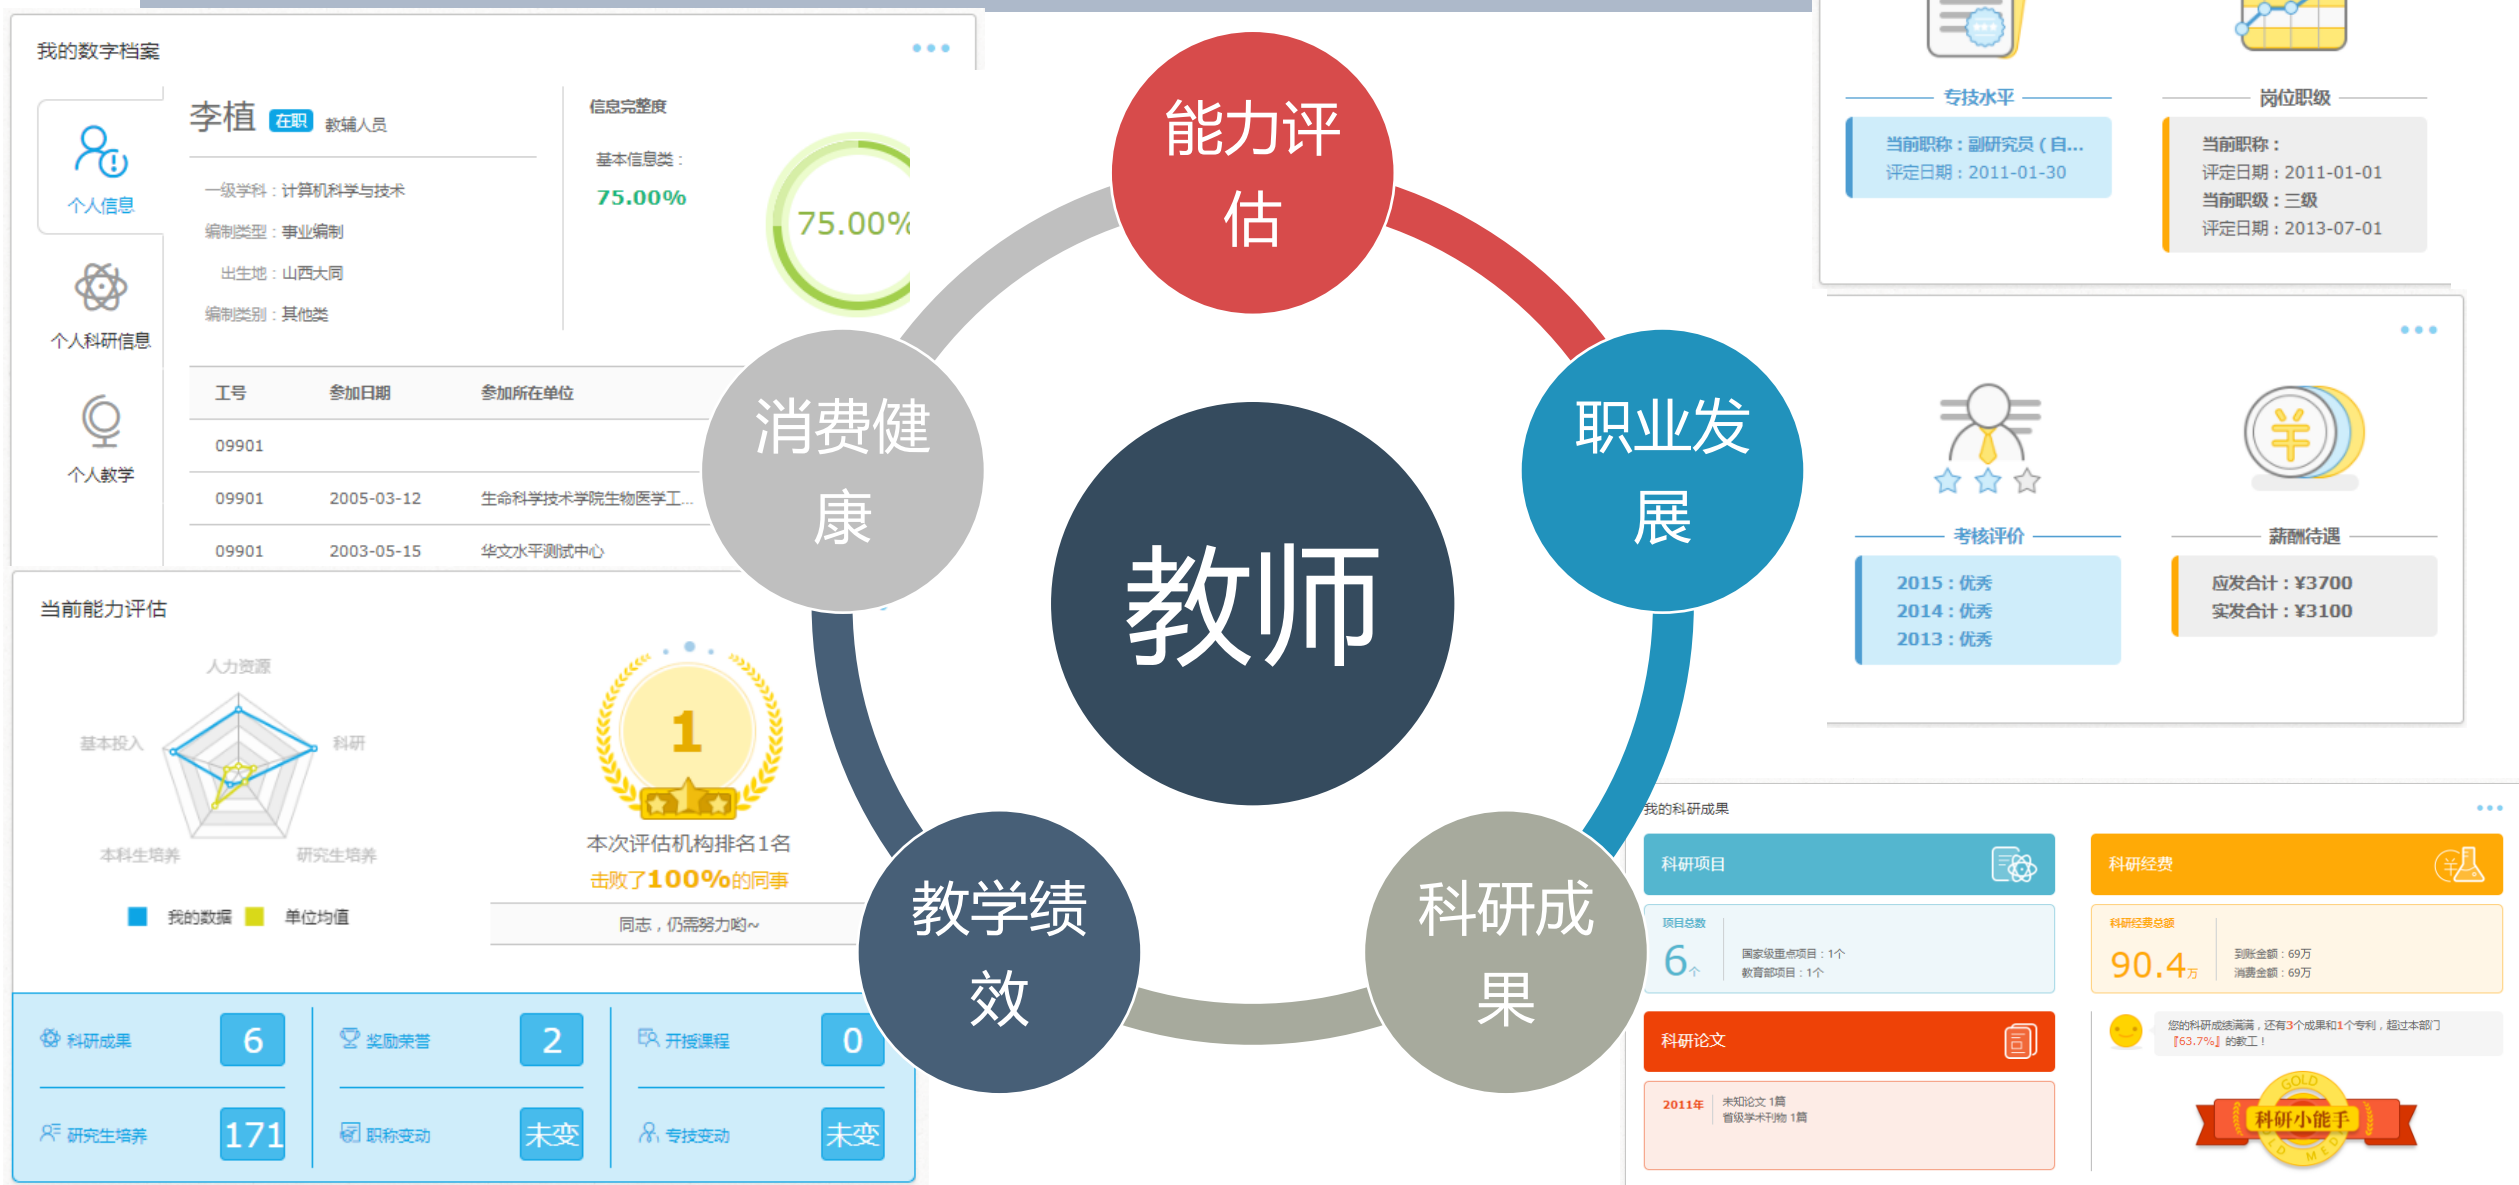 我的数字档案
个人信息
个人科研信息
个人教学
李植 在职 教辅人员
一级学科：计算机科学与技术
编制类型：事业编制
出生地：山西大同
编制类别：其他类
信息完整度
基本信息类：
75.00%
75.00%
工号 参加日期 参加所在单位
09901
09901 2005-03-12 生命科学技术学院生物医学工...
09901 2003-05-15 华文水平测试中心
当前能力评估
人力资源
科研
研究生培养
本科生培养
基本投入
我的数据 单位均值
1
本次评估机构排名1名
击败了100%的同事
同志，仍需努力哟~
科研成果 6
奖励荣誉 2
开授课程 0
研究生培养 171
职称变动 未变
专技变动 未变
能力评
估
职业发
展
科研成
果
教学绩
效
消费健
康
教师
专技水平
当前职称：副研究员（自...
评定日期：2011-01-30
岗位职级
当前职称：
评定日期：2011-01-01
当前职级：三级
评定日期：2013-07-01
考核评价
2015：优秀
2014：优秀
2013：优秀
薪酬待遇
应发合计：¥3700
实发合计：¥3100
我的科研成果
科研项目
项目总数
6个
国家级重点项目：1个
教育部项目：1个
科研经费
科研经费总额
90.4万
到账金额：69万
消费金额：69万
科研论文
2011年
未知论文 1篇
省级学术刊物 1篇
您的科研成绩满满，还有3个成果和1个专利，超过本部门
『63.7%』的教工！
GOLD
科研小能手